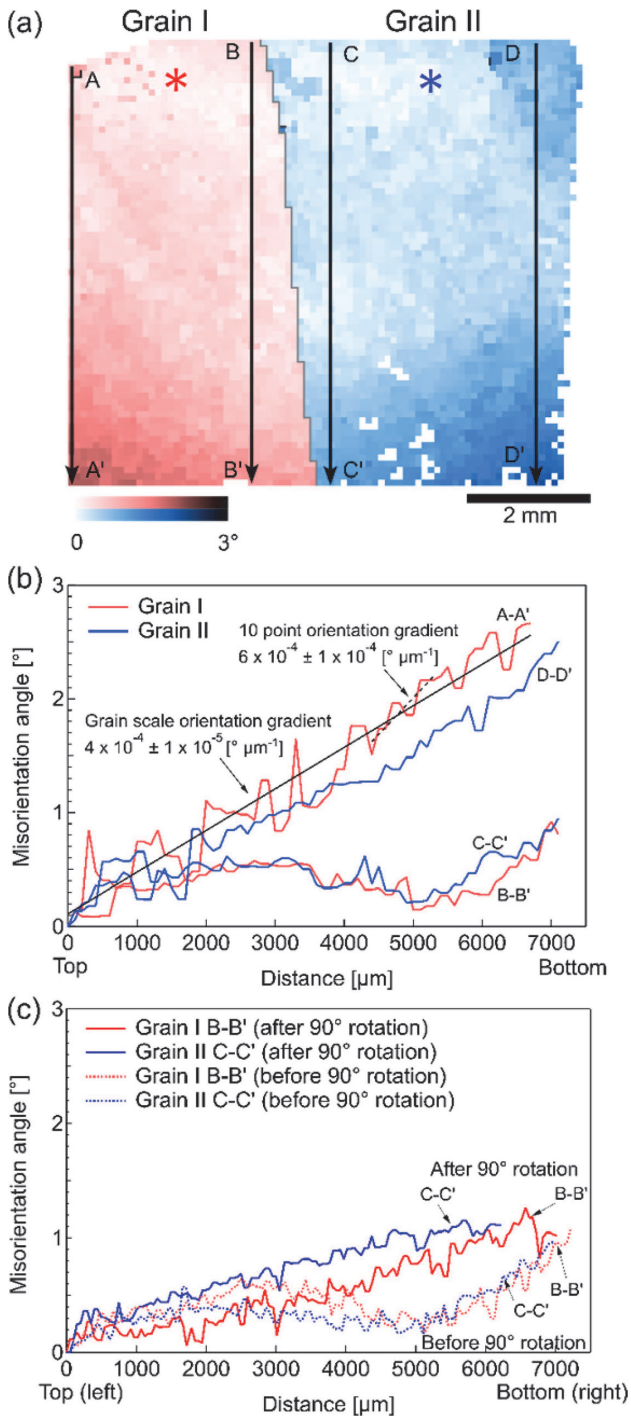 (a) Grain I Grain II
A B C D
* *
A' B' C' D'
0 3°
2 mm
(b)
3
Grain I
Grain II
10 point orientation gradient
6 x 10⁻⁴ ± 1 x 10⁻⁴ [° µm⁻¹]
A-A'
D-D'
2
Grain scale orientation gradient
4 x 10⁻⁴ ± 1 x 10⁻⁵ [° µm⁻¹]
1
C-C'
B-B'
0
Misorientation angle [°]
0 1000 2000 3000 4000 5000 6000 7000
Top Distance [µm] Bottom
(c)
3
Grain I B-B' (after 90° rotation)
Grain II C-C' (after 90° rotation)
Grain I B-B' (before 90° rotation)
Grain II C-C' (before 90° rotation)
2
After 90° rotation
C-C' B-B'
1
C-C' B-B'
Before 90° rotation
0
Misorientation angle [°]
0 1000 2000 3000 4000 5000 6000 7000
Top (left) Distance [µm] Bottom (right)